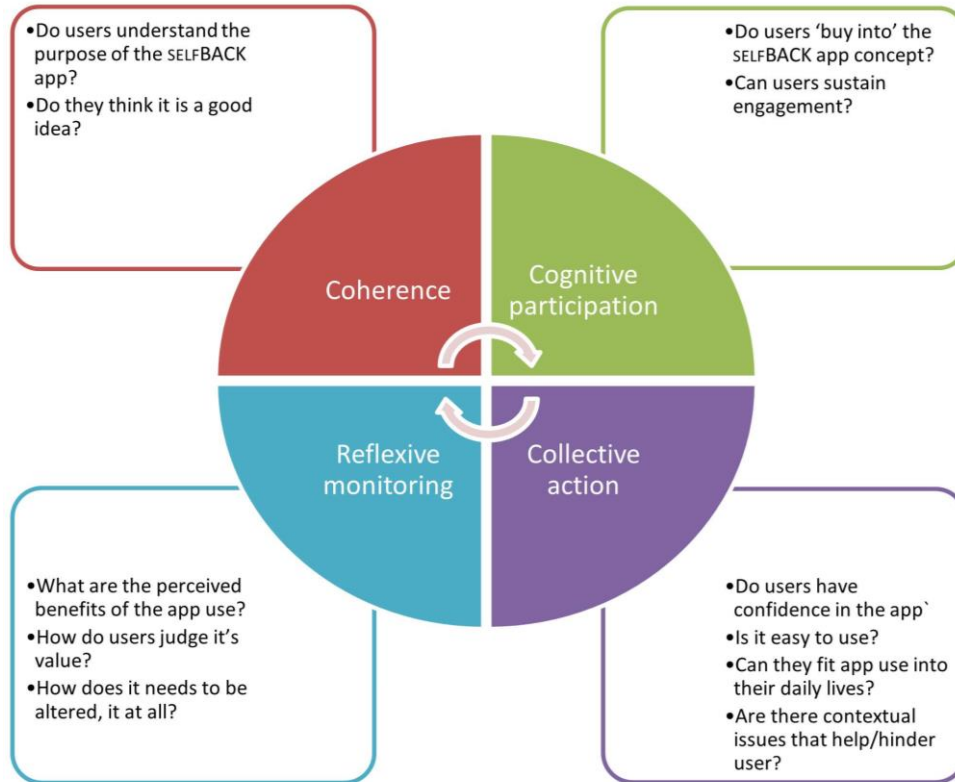 •Do users understand the
purpose of the SELFBACK
app?
•Do they think it is a good
idea?
•Do users ‘buy into’ the
SELFBACK app concept?
•Can users sustain
engagement?
Coherence
Cognitive
participation
Reflexive
monitoring
Collective
action
•What are the perceived
benefits of the app use?
•How do users judge it’s
value?
•How does it needs to be
altered, it at all?
•Do users have
confidence in the app`
•Is it easy to use?
•Can they fit app use into
their daily lives?
•Are there contextual
issues that help/hinder
user?